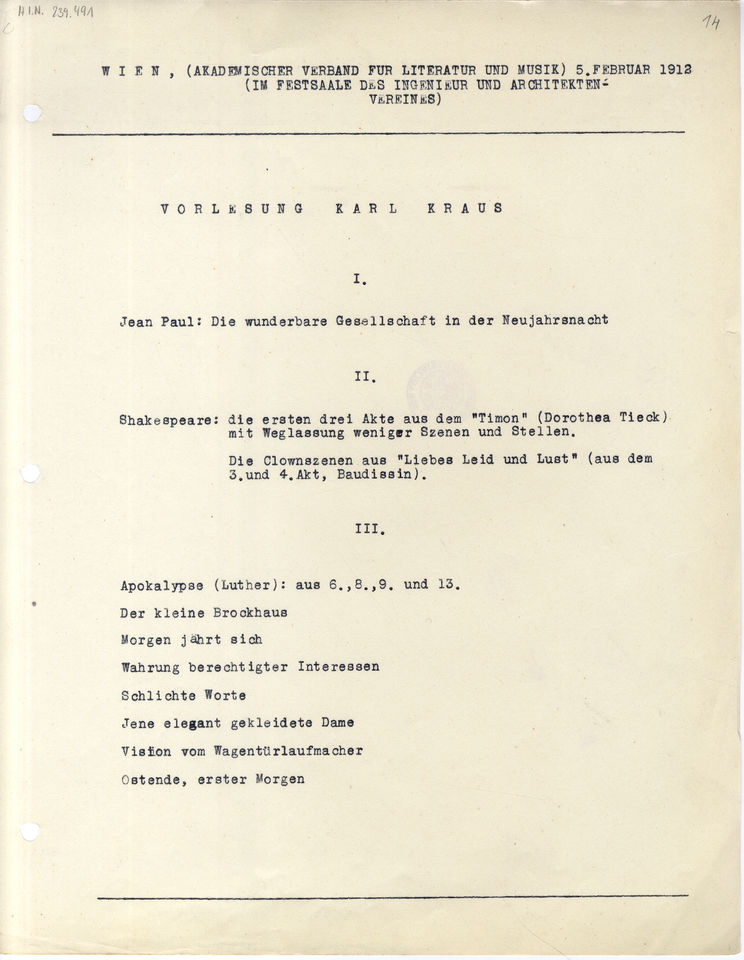 H I.N. 239.491
14
W I E N , (AKADEMISCHER VERBAND FUR LITERATUR UND MUSIK) 5.FEBRUAR 1912
(IM FESTSAALE DES INGENIEUR UND ARCHITEKTEN-
VEREINES)
V O R L E S U N G   K A R L   K R A U S
I.
Jean Paul: Die wunderbare Gesellschaft in der Neujahrsnacht
II.
Shakespeare: die ersten drei Akte aus dem "Timon" (Dorothea Tieck)
mit Weglassung weniger Szenen und Stellen.
Die Clownszenen aus "Liebes Leid und Lust" (aus dem
3.und 4.Akt, Baudissin).
III.
Apokalypse (Luther): aus 6.,8.,9. und 13.
Der kleine Brockhaus
Morgen jährt sich
Wahrung berechtigter Interessen
Schlichte Worte
Jene elegant gekleidete Dame
Vision vom Wagentürlaufmacher
Ostende, erster Morgen